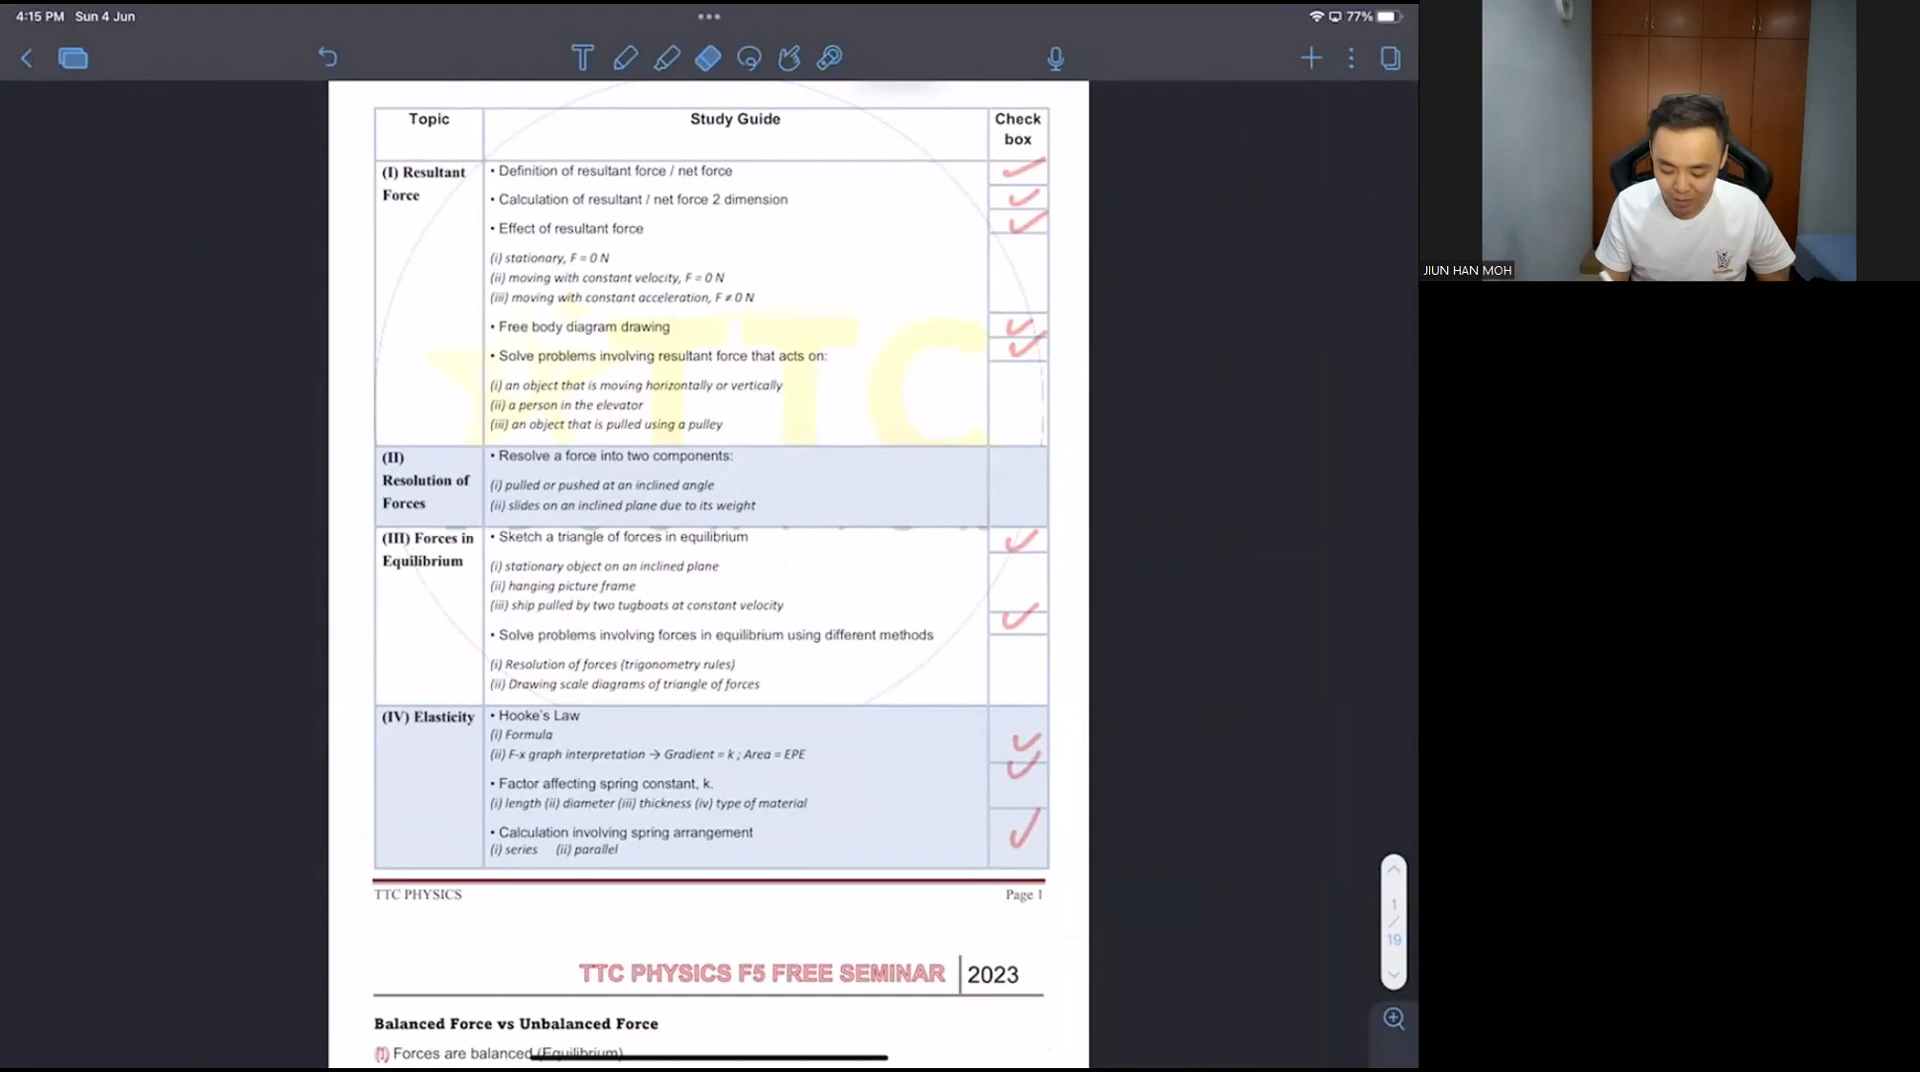 4:15 PM Sun 4 Jun
77%
Topic
Study Guide
Check
box
(I) Resultant
Force
• Definition of resultant force / net force
• Calculation of resultant / net force 2 dimension
• Effect of resultant force
(i) stationary, F = 0 N
(ii) moving with constant velocity, F = 0 N
(iii) moving with constant acceleration, F ≠ 0 N
• Free body diagram drawing
• Solve problems involving resultant force that acts on:
(i) an object that is moving horizontally or vertically
(ii) a person in the elevator
(iii) an object that is pulled using a pulley
TTC
(II)
Resolution of
Forces
• Resolve a force into two components:
(i) pulled or pushed at an inclined angle
(ii) slides on an inclined plane due to its weight
(III) Forces in
Equilibrium
• Sketch a triangle of forces in equilibrium
(i) stationary object on an inclined plane
(ii) hanging picture frame
(iii) ship pulled by two tugboats at constant velocity
• Solve problems involving forces in equilibrium using different methods
(i) Resolution of forces (trigonometry rules)
(ii) Drawing scale diagrams of triangle of forces
(IV) Elasticity
• Hooke's Law
(i) Formula
(ii) F-x graph interpretation → Gradient = k ; Area = EPE
• Factor affecting spring constant, k.
(i) length (ii) diameter (iii) thickness (iv) type of material
• Calculation involving spring arrangement
(i) series (ii) parallel
TTC PHYSICS
Page 1
TTC PHYSICS F5 FREE SEMINAR 2023
Balanced Force vs Unbalanced Force
(1) Forces are balanced (Equilibrium)
1
/
19
JIUN HAN MOH